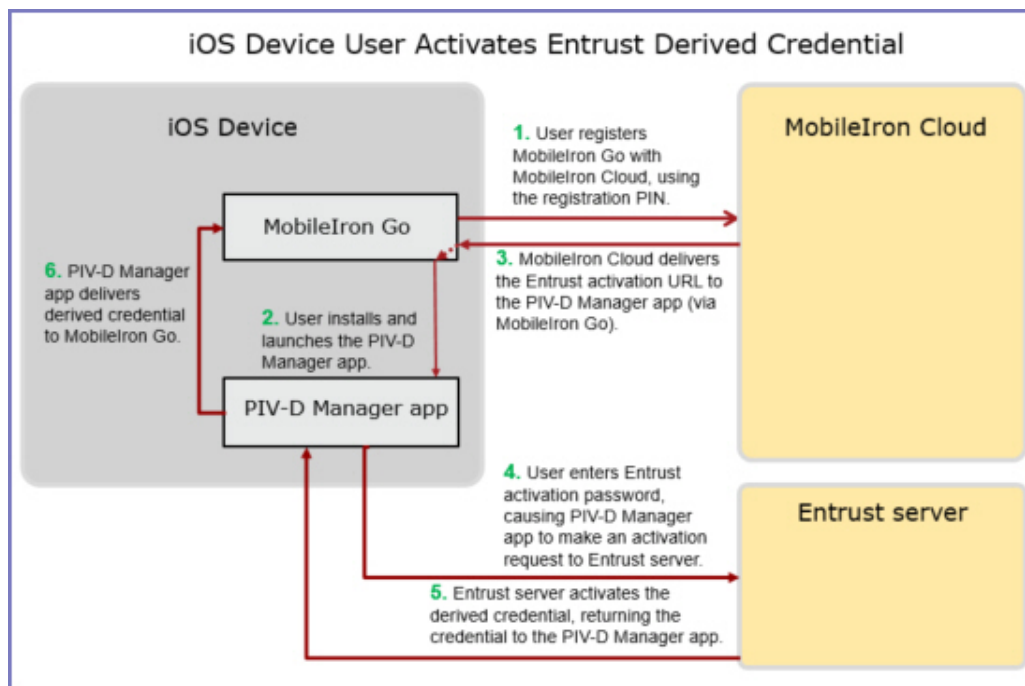 iOS Device User Activates Entrust Derived Credential
iOS Device
MobileIron Cloud
1. User registers
MobileIron Go with
MobileIron Cloud, using
the registration PIN.
MobileIron Go
3. MobileIron Cloud delivers
the Entrust activation URL to
the PIV-D Manager app (via
MobileIron Go).
6. PIV-D Manager
app delivers
derived credential
to MobileIron Go.
2. User installs and
launches the PIV-D
Manager app.
PIV-D Manager app
4. User enters Entrust
activation password,
causing PIV-D Manager
app to make an activation
request to Entrust server.
Entrust server
5. Entrust server activates the
derived credential, returning the
credential to the PIV-D Manager app.